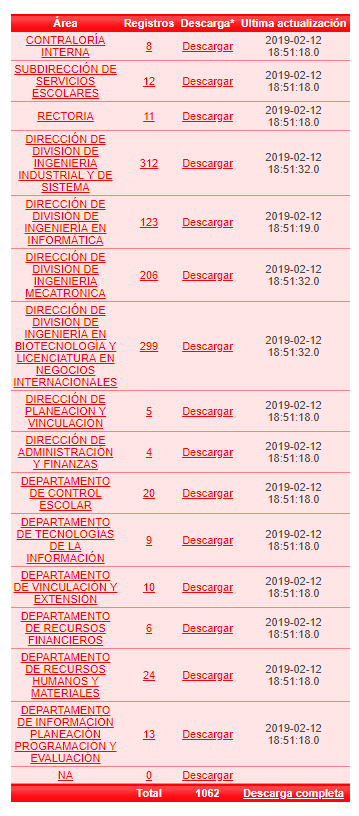 Área Registros Descarga* Ultima actualización
CONTRALORÍA
INTERNA
8 Descargar
2019-02-12
18:51:18.0
SUBDIRECCIÓN DE
SERVICIOS
ESCOLARES
12 Descargar
2019-02-12
18:51:18.0
RECTORIA
11 Descargar
2019-02-12
18:51:18.0
DIRECCIÓN DE
DIVISIÓN DE
INGENIERIA
INDUSTRIAL Y DE
SISTEMA
312 Descargar
2019-02-12
18:51:32.0
DIRECCIÓN DE
DIVISIÓN DE
INGENIERÍA EN
INFORMÁTICA
123 Descargar
2019-02-12
18:51:19.0
DIRECCIÓN DE
DIVISIÓN DE
INGENIERIA
MECATRONICA
206 Descargar
2019-02-12
18:51:32.0
DIRECCIÓN DE
DIVISIÓN DE
INGENIERÍA EN
BIOTECNOLOGÍA Y
LICENCIATURA EN
NEGOCIOS
INTERNACIONALES
299 Descargar
2019-02-12
18:51:32.0
DIRECCIÓN DE
PLANEACION Y
VINCULACIÓN
5 Descargar
2019-02-12
18:51:18.0
DIRECCIÓN DE
ADMINISTRACIÓN
Y FINANZAS
4 Descargar
2019-02-12
18:51:18.0
DEPARTAMENTO
DE CONTROL
ESCOLAR
20 Descargar
2019-02-12
18:51:18.0
DEPARTAMENTO
DE TECNOLOGÍAS
DE LA
INFORMACIÓN
9 Descargar
2019-02-12
18:51:18.0
DEPARTAMENTO
DE VINCULACIÓN Y
EXTENSIÓN
10 Descargar
2019-02-12
18:51:18.0
DEPARTAMENTO
DE RECURSOS
FINANCIEROS
6 Descargar
2019-02-12
18:51:18.0
DEPARTAMENTO
DE RECURSOS
HUMANOS Y
MATERIALES
24 Descargar
2019-02-12
18:51:18.0
DEPARTAMENTO
DE INFORMACIÓN
PLANEACIÓN
PROGRAMACIÓN Y
EVALUACIÓN
13 Descargar
2019-02-12
18:51:18.0
NA 0 Descargar
Total 1062 Descarga completa